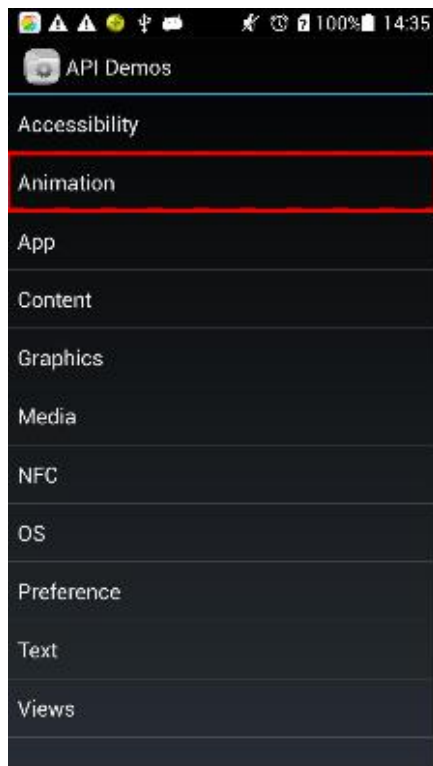 100% 14:35
API Demos
Accessibility
Animation
App
Content
Graphics
Media
NFC
OS
Preference
Text
Views